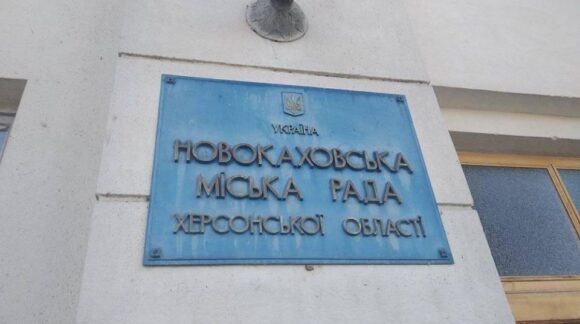 УКРАЇНА
НОВОКАХОВСЬКА
МІСЬКА РАДА
ХЕРСОНСЬКОЇ ОБЛАСТІ